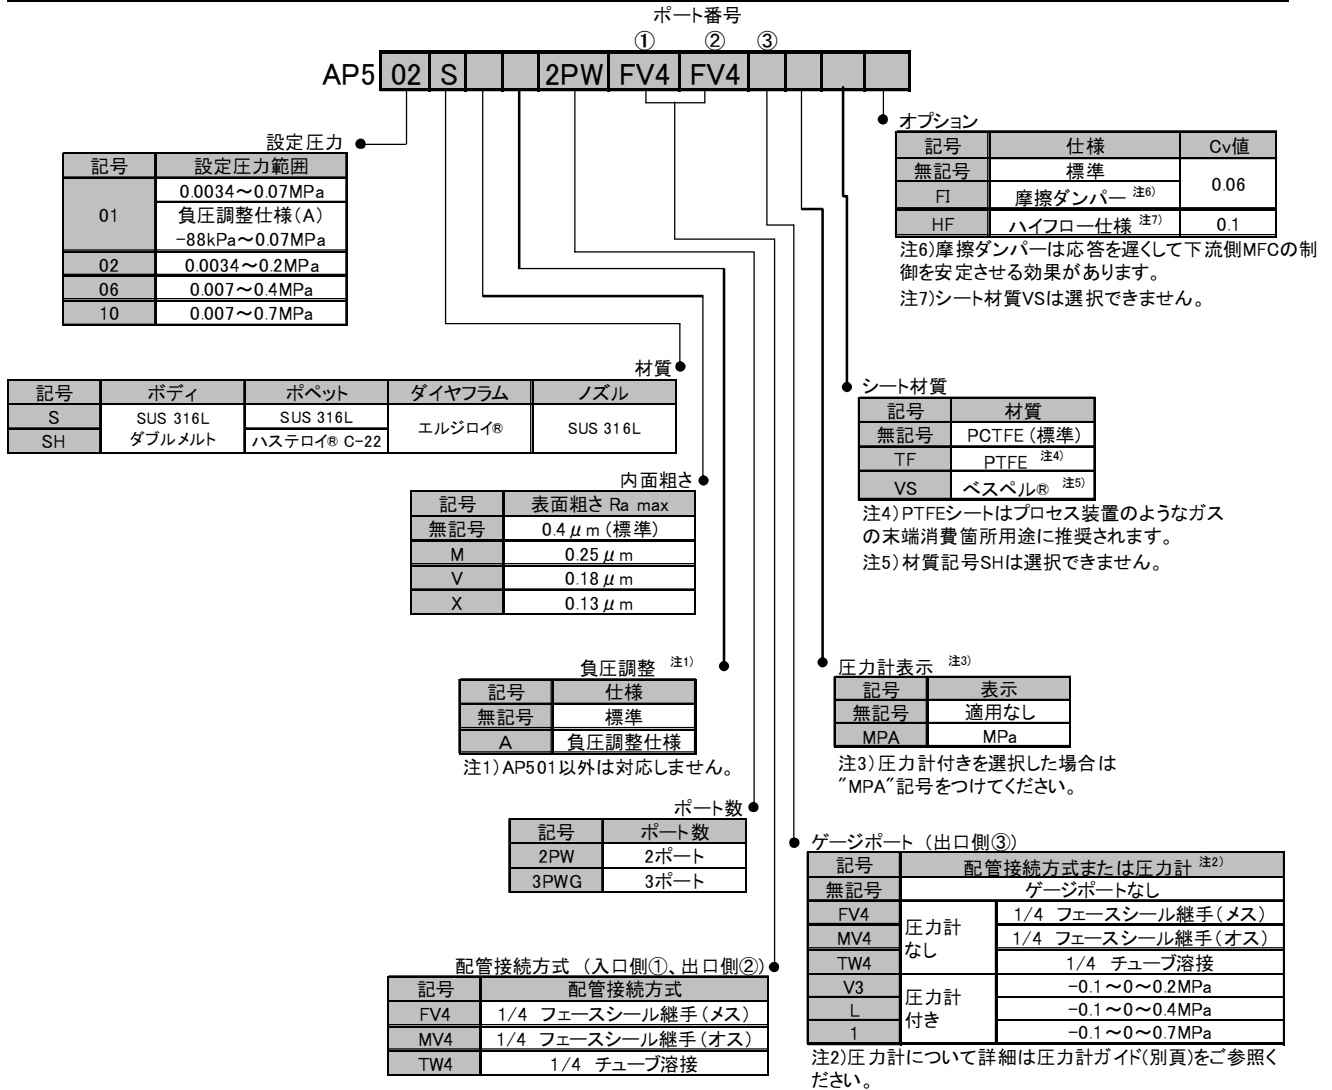 ポート番号
① ② ③
AP5 02 S 2PW FV4 FV4
設定圧力
記号 設定圧力範囲
01 0.0034～0.07MPa
負圧調整仕様(A)
-88kPa～0.07MPa
02 0.0034～0.2MPa
06 0.007～0.4MPa
10 0.007～0.7MPa
オプション
記号 仕様 Cv値
無記号 標準 0.06
FI 摩擦ダンパー 注6)
HF ハイフロー仕様 注7) 0.1
注6)摩擦ダンパーは応答を遅くして下流側MFCの制
御を安定させる効果があります。
注7)シート材質VSは選択できません。
材質
記号 ボディ ポペット ダイヤフラム ノズル
S SUS 316L ダブルメルト SUS 316L エルジロイ® SUS 316L
SH ハステロイ® C-22
シート材質
記号 材質
無記号 PCTFE(標準)
TF PTFE 注4)
VS ベスペル® 注5)
注4)PTFEシートはプロセス装置のようなガス
の末端消費箇所用途に推奨されます。
注5)材質記号SHは選択できません。
内面粗さ
記号 表面粗さ Ra max
無記号 0.4μm(標準)
M 0.25μm
V 0.18μm
X 0.13μm
負圧調整 注1)
記号 仕様
無記号 標準
A 負圧調整仕様
注1)AP501以外は対応しません。
圧力計表示 注3)
記号 表示
無記号 適用なし
MPA MPa
注3)圧力計付きを選択した場合は
"MPA"記号をつけてください。
ポート数
記号 ポート数
2PW 2ポート
3PWG 3ポート
ゲージポート (出口側③)
記号 配管接続方式または圧力計 注2)
無記号 ゲージポートなし
FV4 圧力計なし 1/4 フェースシール継手(メス)
MV4 1/4 フェースシール継手(オス)
TW4 1/4 チューブ溶接
V3 圧力計付き -0.1～0～0.2MPa
L -0.1～0～0.4MPa
1 -0.1～0～0.7MPa
注2)圧力計について詳細は圧力計ガイド(別頁)をご参照く
ださい。
配管接続方式 (入口側①、出口側②)
記号 配管接続方式
FV4 1/4 フェースシール継手(メス)
MV4 1/4 フェースシール継手(オス)
TW4 1/4 チューブ溶接